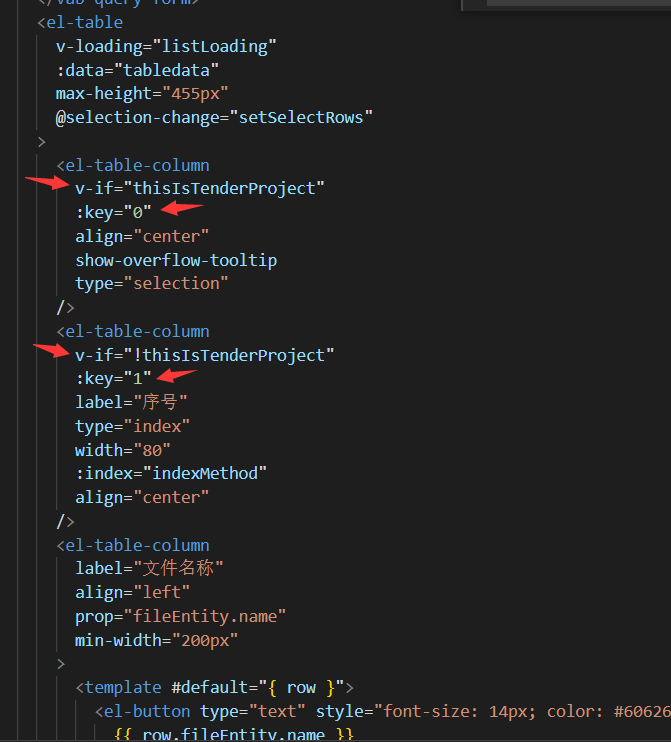 </vab-query-form>
<el-table
v-loading="listLoading"
:data="tabledata"
max-height="455px"
@selection-change="setSelectRows"
>
<el-table-column
v-if="thisIsTenderProject"
:key="0"
align="center"
show-overflow-tooltip
type="selection"
/>
<el-table-column
v-if="!thisIsTenderProject"
:key="1"
label="序号"
type="index"
width="80"
:index="indexMethod"
align="center"
/>
<el-table-column
label="文件名称"
align="left"
prop="fileEntity.name"
min-width="200px"
>
<template #default="{ row }">
<el-button type="text" style="font-size: 14px; color: #60626
{{ row.fileEntity.name }}